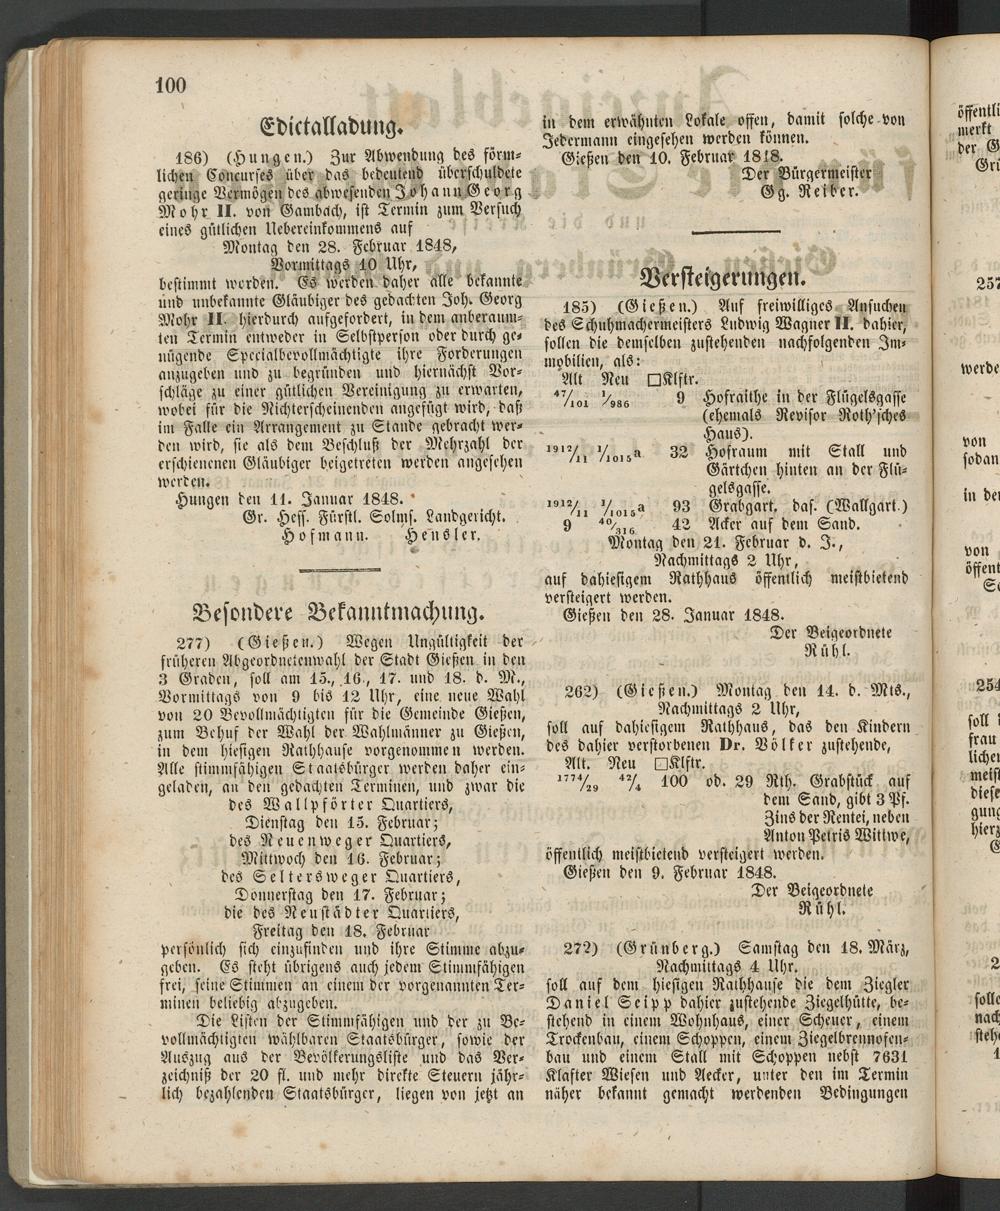 100
Edictalladung.
186) (Hungen.) Zur Abwendung des förm-
lichen Concurses über das bedeutend überschuldete
geringe Vermögen des abwesenden Johann Georg
Mohr II. von Gambach, ist Termin zum Versuch
eines gütlichen Uebereinkommens auf
Montag den 28. Februar 1848,
Vormittags 10 Uhr,
bestimmt worden. Es werden daher alle bekannte
und unbekannte Gläubiger des gedachten Joh. Georg
Mohr II. hierdurch aufgefordert, in dem anberaum-
ten Termin entweder in Selbstperson oder durch ge-
nügende Specialbevollmächtigte ihre Forderungen
anzugeben und zu begründen und hiernächst Vor-
schläge zu einer gütlichen Vereinigung zu erwarten,
wobei für die Nichterscheinenden angefügt wird, daß
im Falle ein Arrangement zu Stande gebracht wer-
den wird, sie als dem Beschluß der Mehrzahl der
erschienenen Gläubiger beigetreten werden angesehen
werden.
Hungen den 11. Januar 1848.
Gr. Hess. Fürstl. Solms. Landgericht.
Hofmann. Hensler.
Besondere Bekanntmachung.
277) (Gießen.) Wegen Ungültigkeit der
früheren Abgeordnetenwahl der Stadt Gießen in den
3 Graden, soll am 15., 16., 17. und 18. d. M.,
Vormittags von 9 bis 12 Uhr, eine neue Wahl
von 20 Bevollmächtigten für die Gemeinde Gießen,
zum Behuf der Wahl der Wahlmänner zu Gießen,
in dem hiesigen Rathhause vorgenommen werden.
Alle stimmfähigen Staatsbürger werden daher ein-
geladen, an den gedachten Terminen, und zwar die
des Wallpförter Quartiers,
Dienstag den 15. Februar;
des Neuenweger Quartiers,
Mittwoch den 16. Februar;
des Seltersweger Quartiers,
Donnerstag den 17. Februar;
die des Neustädter Quartiers,
Freitag den 18. Februar
persönlich sich einzufinden und ihre Stimme abzu-
geben. Es steht übrigens auch jedem Stimmfähigen
frei, seine Stimmen an einem der vorgenannten Ter-
minen beliebig abzugeben.
Die Listen der Stimmfähigen und der zu Be-
vollmächtigten wählbaren Staatsbürger, sowie der
Auszug aus der Bevölkerungsliste und das Ver-
zeichniß der 20 fl. und mehr direkte Steuern jähr-
lich bezahlenden Staatsbürger, liegen von jetzt an
in dem erwähnten Lokale offen, damit solche von
Jedermann eingesehen werden können.
Gießen den 10. Februar 1848.
Der Bürgermeister
Gg. Reiber.
Versteigerungen.
185) (Gießen.) Auf freiwilliges Ansuchen
des Schuhmachermeisters Ludwig Wagner II. dahier,
sollen die demselben zustehenden nachfolgenden Im-
mobilien, als:
Alt Neu □Klftr.
47/101 1/986 9 Hofraithe in der Flügelsgasse
(ehemals Revisor Roth'sches
Haus).
1912/11 1/1015a 32 Hofraum mit Stall und
Gärtchen hinten an der Flü-
gelsgasse.
1912/11 1/1015a 93 Grabgart. das. (Wallgart.)
9 40/316 42 Acker auf dem Sand.
Montag den 21. Februar d. J.,
Nachmittags 2 Uhr,
auf dahiesigem Rathhaus öffentlich meistbietend
versteigert werden.
Gießen den 28. Januar 1848.
Der Beigeordnete
Rühl.
262) (Gießen.) Montag den 14. d. Mts.,
Nachmittags 2 Uhr,
soll auf dahiesigem Rathhaus, das den Kindern
des dahier verstorbenen Dr. Völker zustehende,
Alt. Neu □Klftr.
1774/29 42/4 100 od. 29 Rth. Grabstück auf
dem Sand, gibt 3 Pf.
Zins der Rentei, neben
Anton Petris Wittwe,
öffentlich meistbietend versteigert werden.
Gießen den 9. Februar 1848.
Der Beigeordnete
Rühl.
272) (Grünberg.) Samstag den 18. März,
Nachmittags 4 Uhr.
soll auf dem hiesigen Rathhause die dem Ziegler
Daniel Seipp dahier zustehende Ziegelhütte, be-
stehend in einem Wohnhaus, einer Scheuer, einem
Trockenbau, einem Schoppen, einem Ziegelbrennofen-
bau und einem Stall mit Schoppen nebst 7631
Klafter Wiesen und Aecker, unter den im Termin
näher bekannt gemacht werdenden Bedingungen